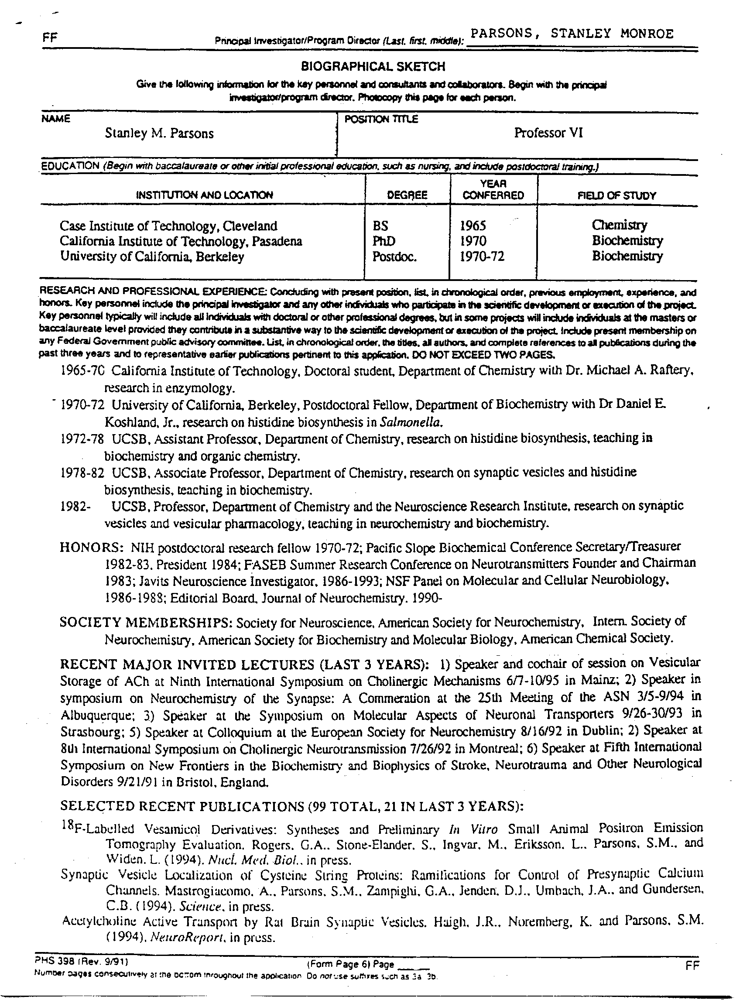 FF
Principal Investigator/Program Director (Last, first, middle): PARSONS, STANLEY MONROE
BIOGRAPHICAL SKETCH
Give the following information for the key personnel and consultants and collaborators. Begin with the principal
investigator/program director. Photocopy this page for each person.
NAME
Stanley M. Parsons
POSITION TITLE
Professor VI
EDUCATION (Begin with baccalaureate or other initial professional education, such as nursing, and include postdoctoral training.)
INSTITUTION AND LOCATION
DEGREE
YEAR
CONFERRED
FIELD OF STUDY
Case Institute of Technology, Cleveland BS 1965 Chemistry
California Institute of Technology, Pasadena PhD 1970 Biochemistry
University of California, Berkeley Postdoc. 1970-72 Biochemistry
RESEARCH AND PROFESSIONAL EXPERIENCE: Concluding with present position, list, in chronological order, previous employment, experience, and
honors. Key personnel include the principal investigator and any other individuals who participate in the scientific development or execution of the project.
Key personnel typically will include all individuals with doctoral or other professional degrees, but in some projects will include individuals at the masters or
baccalaureate level provided they contribute in a substantive way to the scientific development or execution of the project. Include present membership on
any Federal Government public advisory committee. List, in chronological order, the titles, all authors, and complete references to all publications during the
past three years and to representative earlier publications pertinent to this application. DO NOT EXCEED TWO PAGES.
1965-70 California Institute of Technology, Doctoral student, Department of Chemistry with Dr. Michael A. Raftery,
research in enzymology.
1970-72 University of California, Berkeley, Postdoctoral Fellow, Department of Biochemistry with Dr Daniel E.
Koshland, Jr., research on histidine biosynthesis in Salmonella.
1972-78 UCSB, Assistant Professor, Department of Chemistry, research on histidine biosynthesis, teaching in
biochemistry and organic chemistry.
1978-82 UCSB, Associate Professor, Department of Chemistry, research on synaptic vesicles and histidine
biosynthesis, teaching in biochemistry.
1982- UCSB, Professor, Department of Chemistry and the Neuroscience Research Institute, research on synaptic
vesicles and vesicular pharmacology, teaching in neurochemistry and biochemistry.
HONORS: NIH postdoctoral research fellow 1970-72; Pacific Slope Biochemical Conference Secretary/Treasurer
1982-83, President 1984; FASEB Summer Research Conference on Neurotransmitters Founder and Chairman
1983; Javits Neuroscience Investigator, 1986-1993; NSF Panel on Molecular and Cellular Neurobiology,
1986-1988; Editorial Board, Journal of Neurochemistry. 1990-
SOCIETY MEMBERSHIPS: Society for Neuroscience, American Society for Neurochemistry, Intern. Society of
Neurochemistry, American Society for Biochemistry and Molecular Biology, American Chemical Society.
RECENT MAJOR INVITED LECTURES (LAST 3 YEARS): 1) Speaker and cochair of session on Vesicular
Storage of ACh at Ninth International Symposium on Cholinergic Mechanisms 6/7-10/95 in Mainz; 2) Speaker in
symposium on Neurochemistry of the Synapse: A Commeration at the 25th Meeting of the ASN 3/5-9/94 in
Albuquerque; 3) Speaker at the Symposium on Molecular Aspects of Neuronal Transporters 9/26-30/93 in
Strasbourg; 5) Speaker at Colloquium at the European Society for Neurochemistry 8/16/92 in Dublin; 2) Speaker at
8th International Symposium on Cholinergic Neurotransmission 7/26/92 in Montreal; 6) Speaker at Fifth International
Symposium on New Frontiers in the Biochemistry and Biophysics of Stroke, Neurotrauma and Other Neurological
Disorders 9/21/91 in Bristol, England.
SELECTED RECENT PUBLICATIONS (99 TOTAL, 21 IN LAST 3 YEARS):
18F-Labelled Vesamicol Derivatives: Syntheses and Preliminary In Vitro Small Animal Positron Emission
Tomography Evaluation. Rogers, G.A., Stone-Elander, S., Ingvar, M., Eriksson, L., Parsons, S.M., and
Widen, L. (1994). Nucl. Med. Biol., in press.
Synaptic Vesicle Localization of Cysteine String Proteins: Ramifications for Control of Presynaptic Calcium
Channels. Mastrogiacomo, A., Parsons, S.M., Zampighi, G.A., Jenden, D.J., Umbach, J.A., and Gundersen,
C.B. (1994). Science, in press.
Acetylcholine Active Transport by Rat Brain Synaptic Vesicles. Haigh, J.R., Noremberg, K. and Parsons, S.M.
(1994), NeuroReport, in press.
PHS 398 (Rev. 9/91) (Form Page 6) Page ____ FF
Number pages consecutively at the bottom throughout the application. Do not use suffixes such as 3a, 3b.